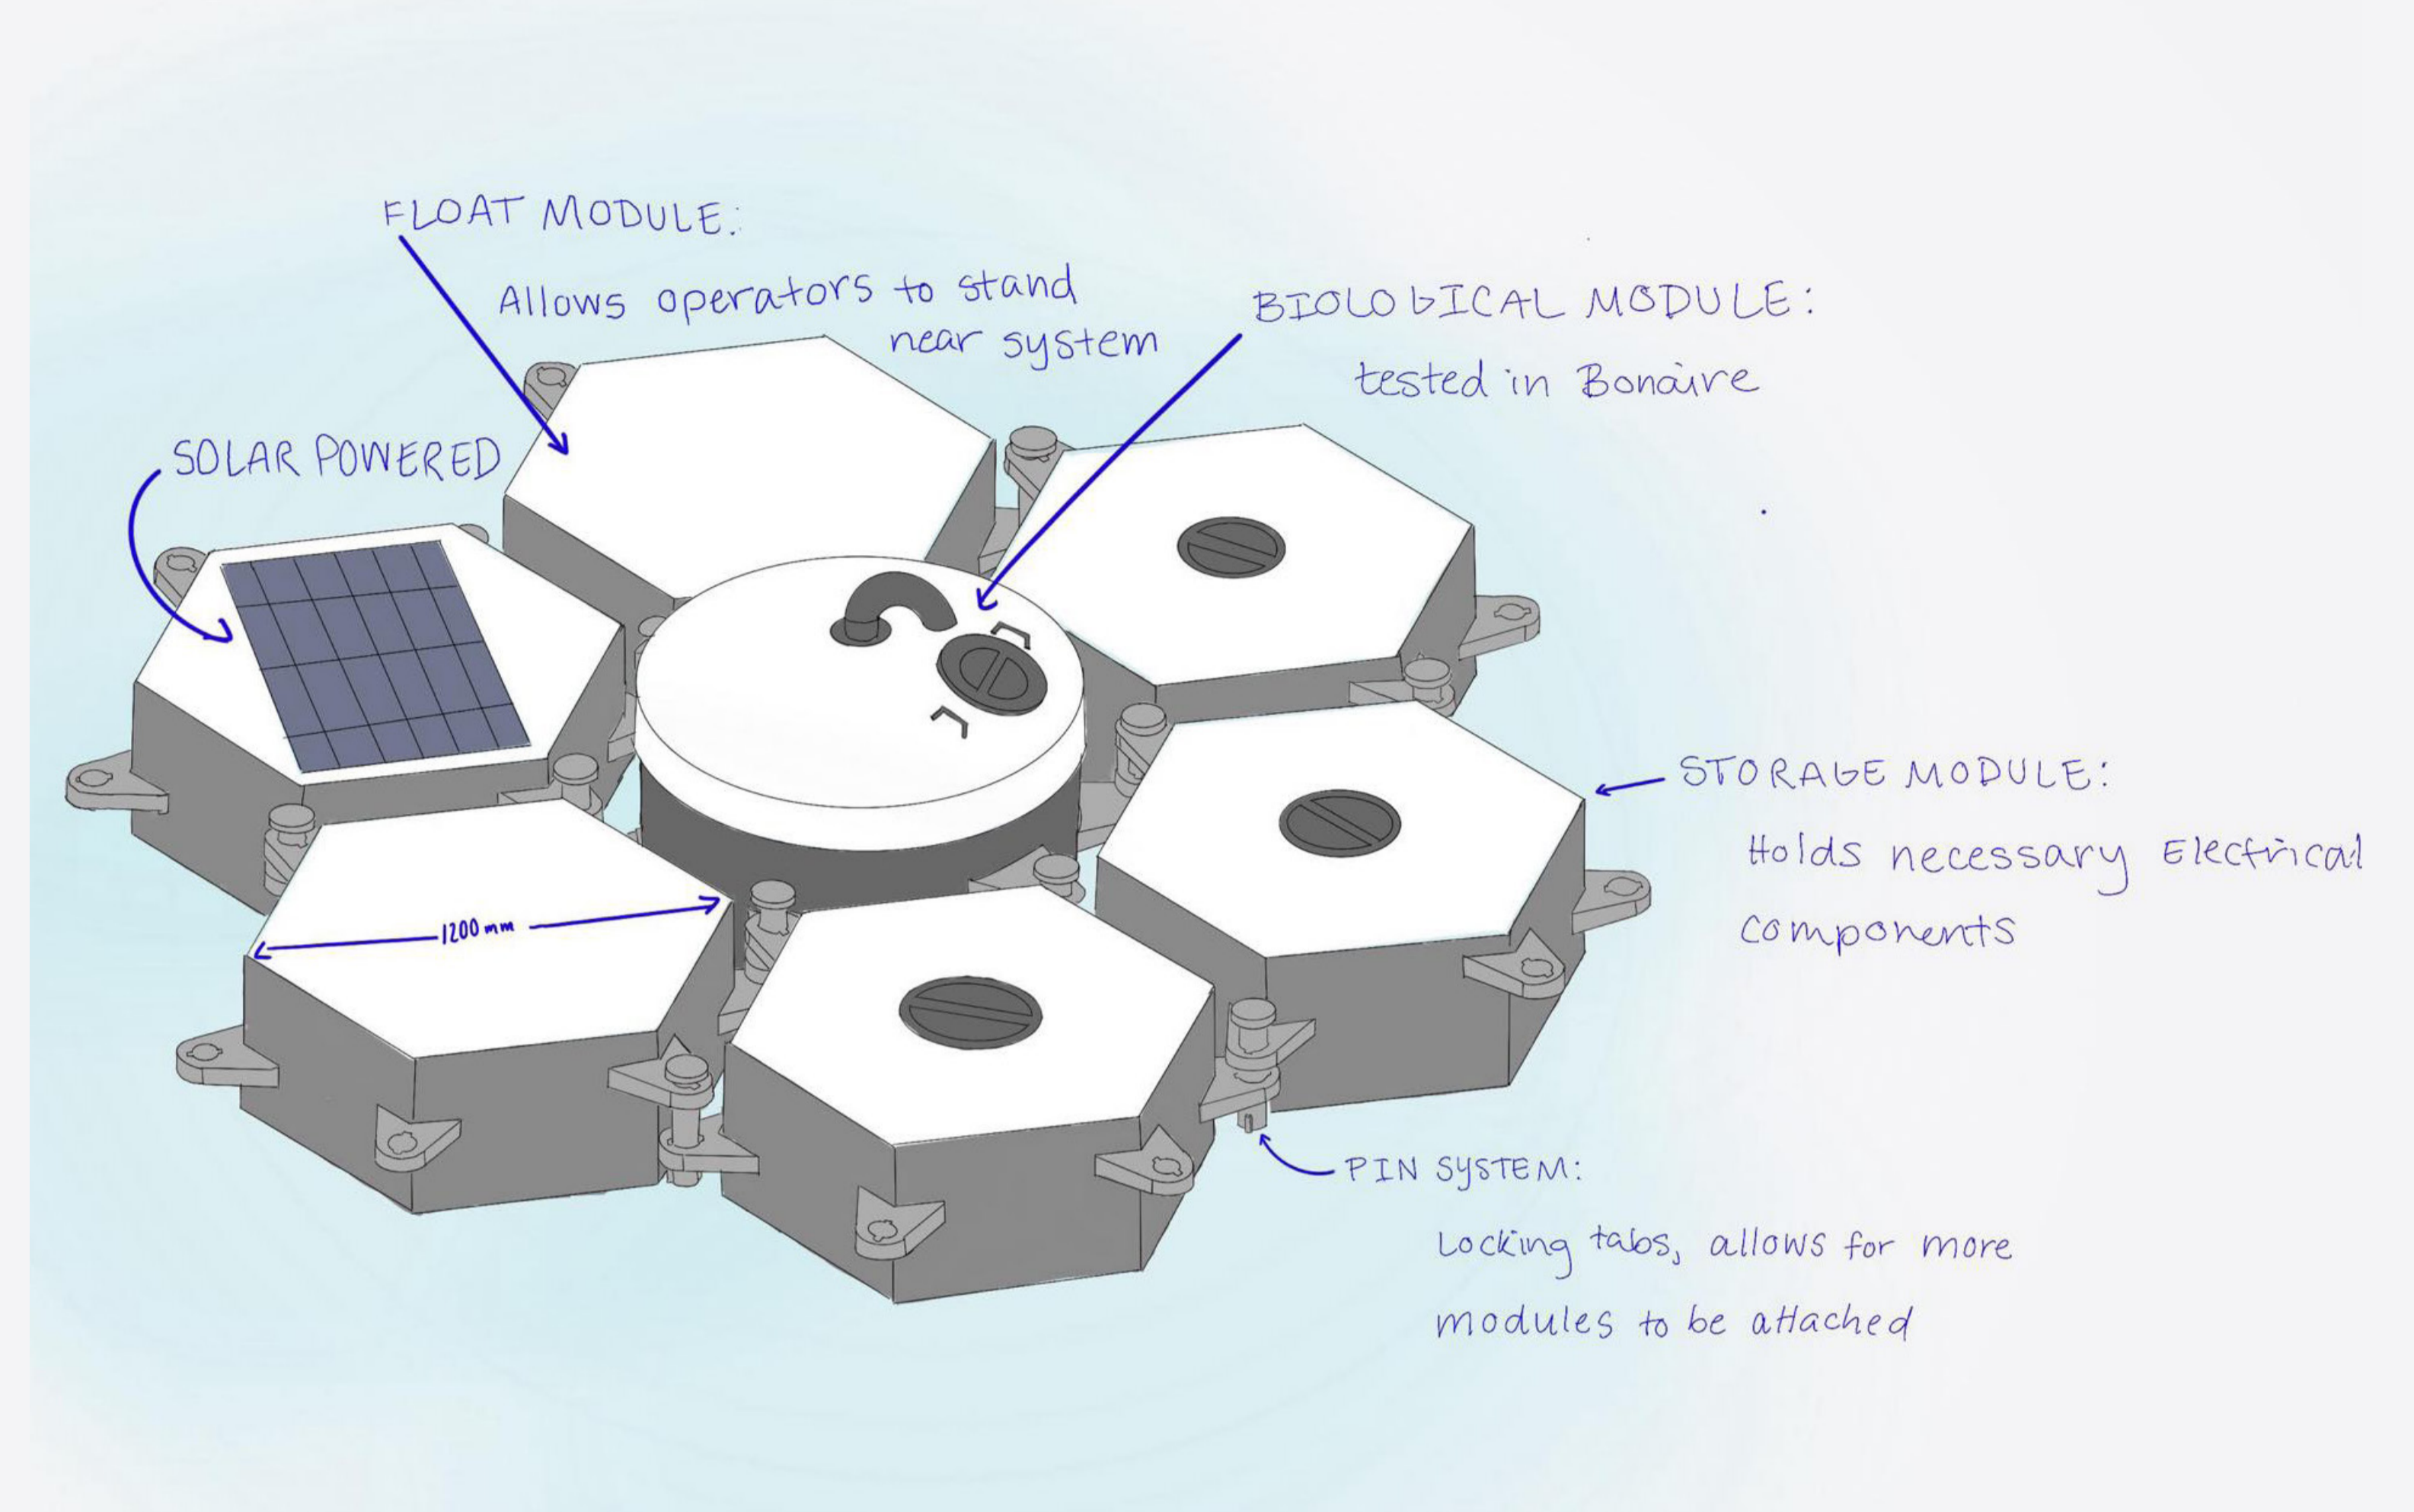 FLOAT MODULE:
Allows operators to stand
near system
BIOLOGICAL MODULE:
tested in Bonaire
SOLAR POWERED
STORAGE MODULE:
Holds necessary Electrical
components
1200 mm
PIN SYSTEM:
Locking tabs, allows for more
modules to be attached